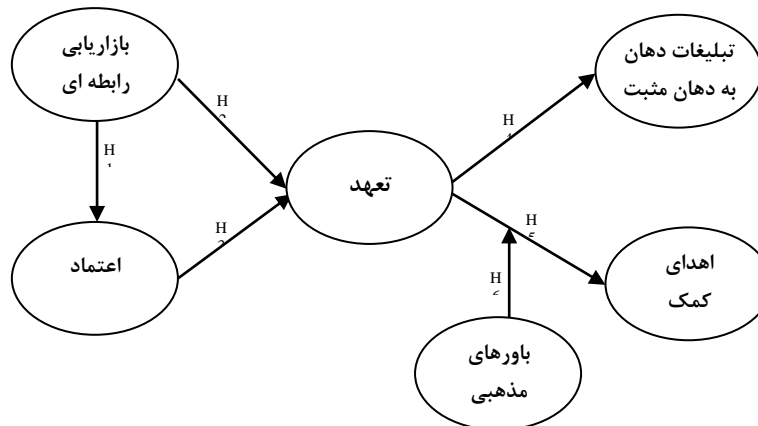 بازاریابی
رابطه ای
تبلیغات دهان
به دهان مثبت
H
H
H
تعهد
H
H
اعتماد
اهدای
کمک
H
باورهای
مذهبی